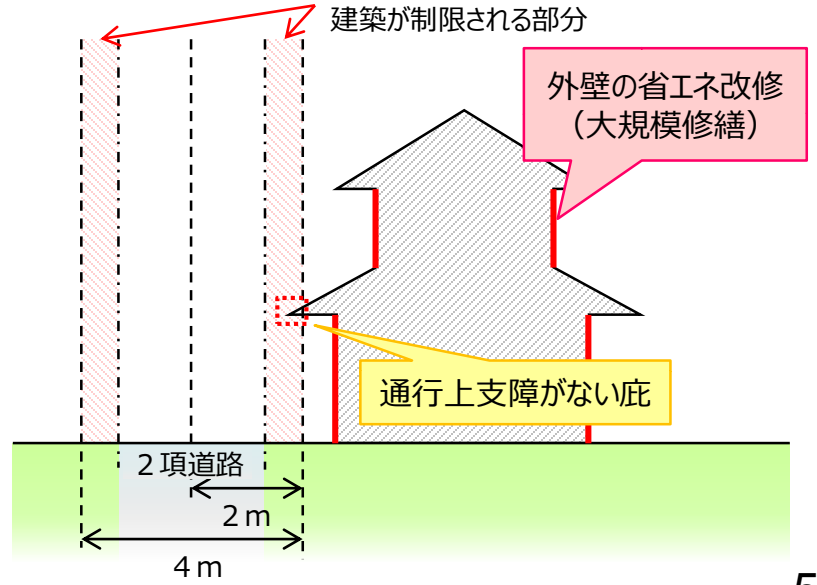 建築が制限される部分
外壁の省エネ改修
（大規模修繕）
通行上支障がない庇
２項道路
２ｍ
４ｍ
5